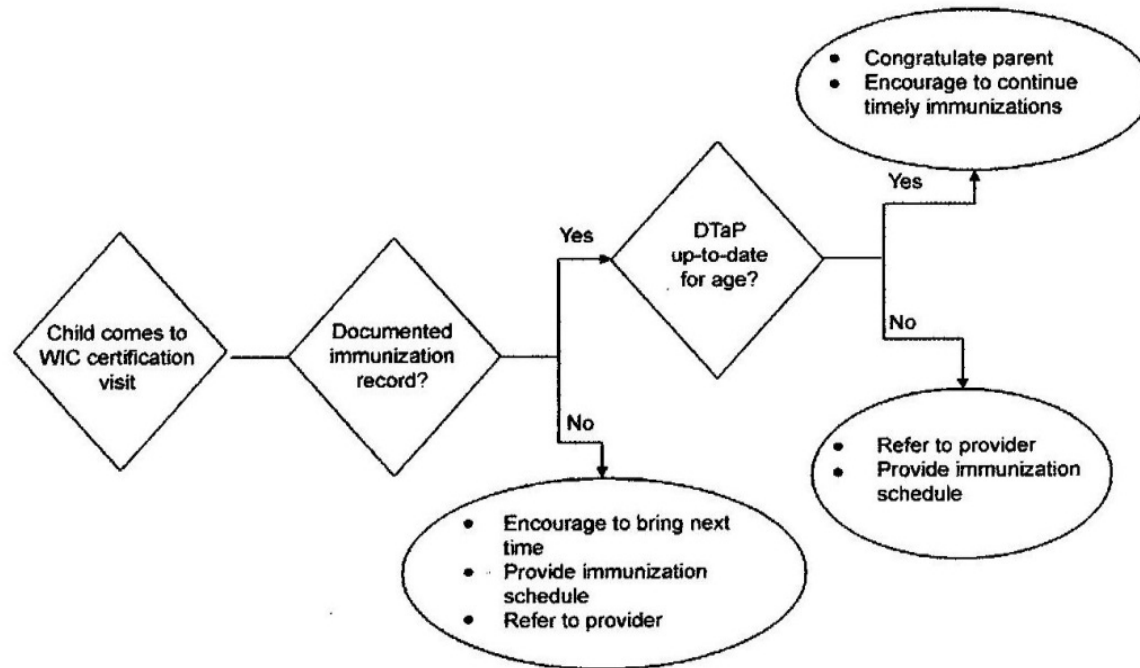 Child comes to
WIC certification
visit
Documented
immunization
record?
Yes
DTaP
up-to-date
for age?
Yes
• Congratulate parent
• Encourage to continue
timely immunizations
No
• Refer to provider
• Provide immunization
schedule
No
• Encourage to bring next
time
• Provide immunization
schedule
• Refer to provider